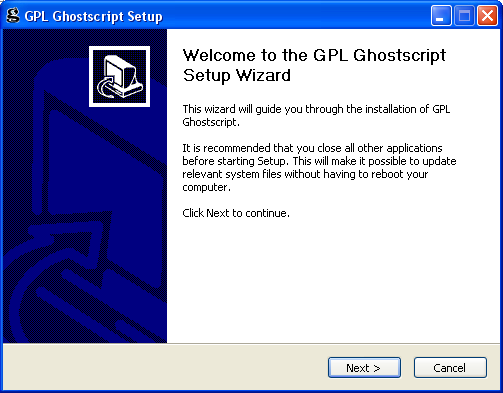 GPL Ghostscript Setup
Welcome to the GPL Ghostscript
Setup Wizard
This wizard will guide you through the installation of GPL
Ghostscript.
It is recommended that you close all other applications
before starting Setup. This will make it possible to update
relevant system files without having to reboot your
computer.
Click Next to continue.
Next >
Cancel